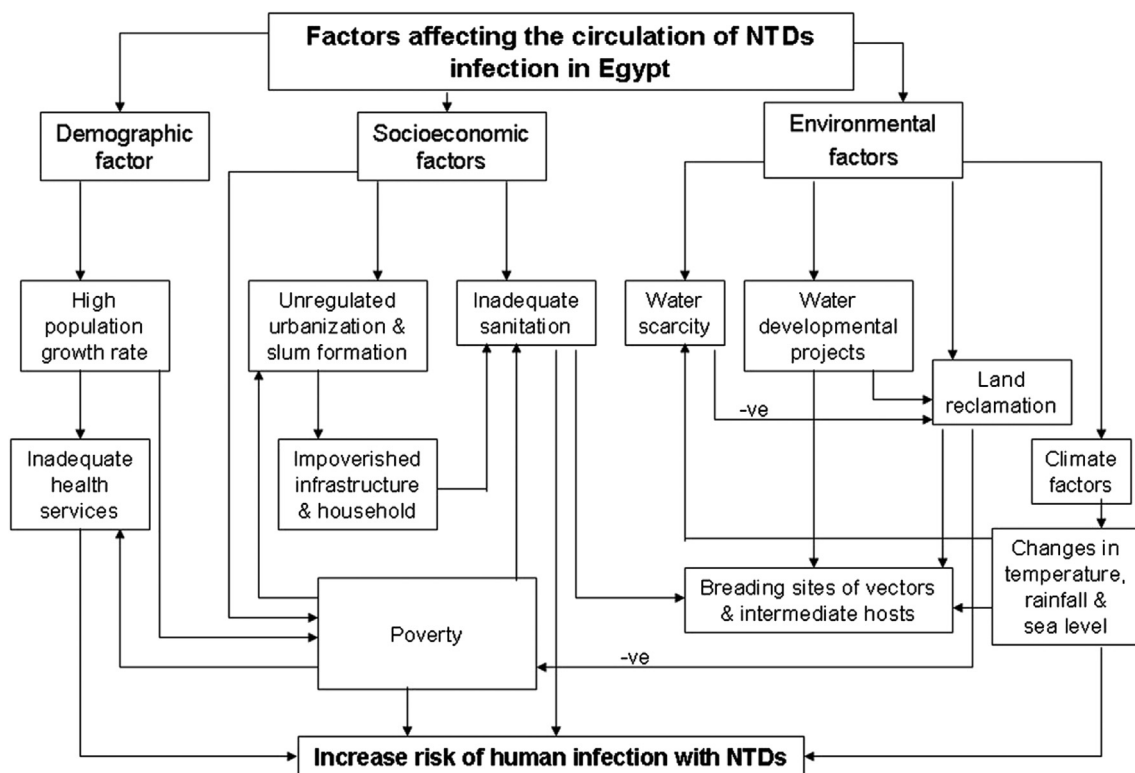 Factors affecting the circulation of NTDs
infection in Egypt
Demographic
factor
Socioeconomic
factors
Environmental
factors
High
population
growth rate
Unregulated
urbanization &
slum formation
Inadequate
sanitation
Water
scarcity
Water
developmental
projects
Land
reclamation
-ve
Inadequate
health
services
Impoverished
infrastructure
& household
Climate
factors
Changes in
temperature,
rainfall &
sea level
Breading sites of vectors
& intermediate hosts
Poverty
-ve
Increase risk of human infection with NTDs